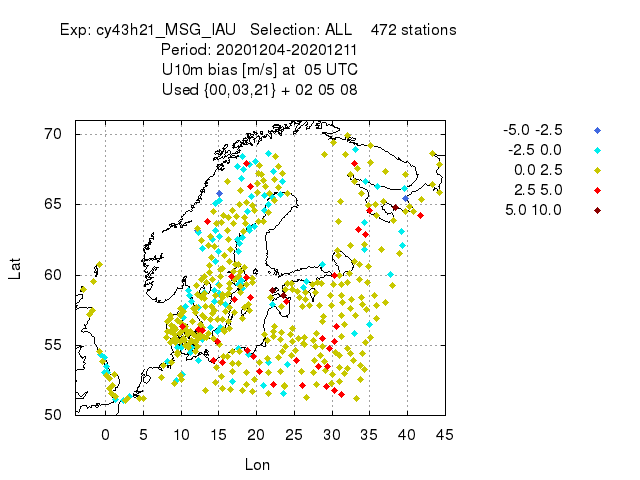 Exp: cy43h21_MSG_IAU   Selection: ALL    472 stations
Period: 20201204-20201211
U10m bias [m/s] at  05 UTC
Used {00,03,21} + 02 05 08
-5.0 -2.5
-2.5 0.0
0.0 2.5
2.5 5.0
5.0 10.0
70
65
60
55
50
Lat
0 5 10 15 20 25 30 35 40 45
Lon